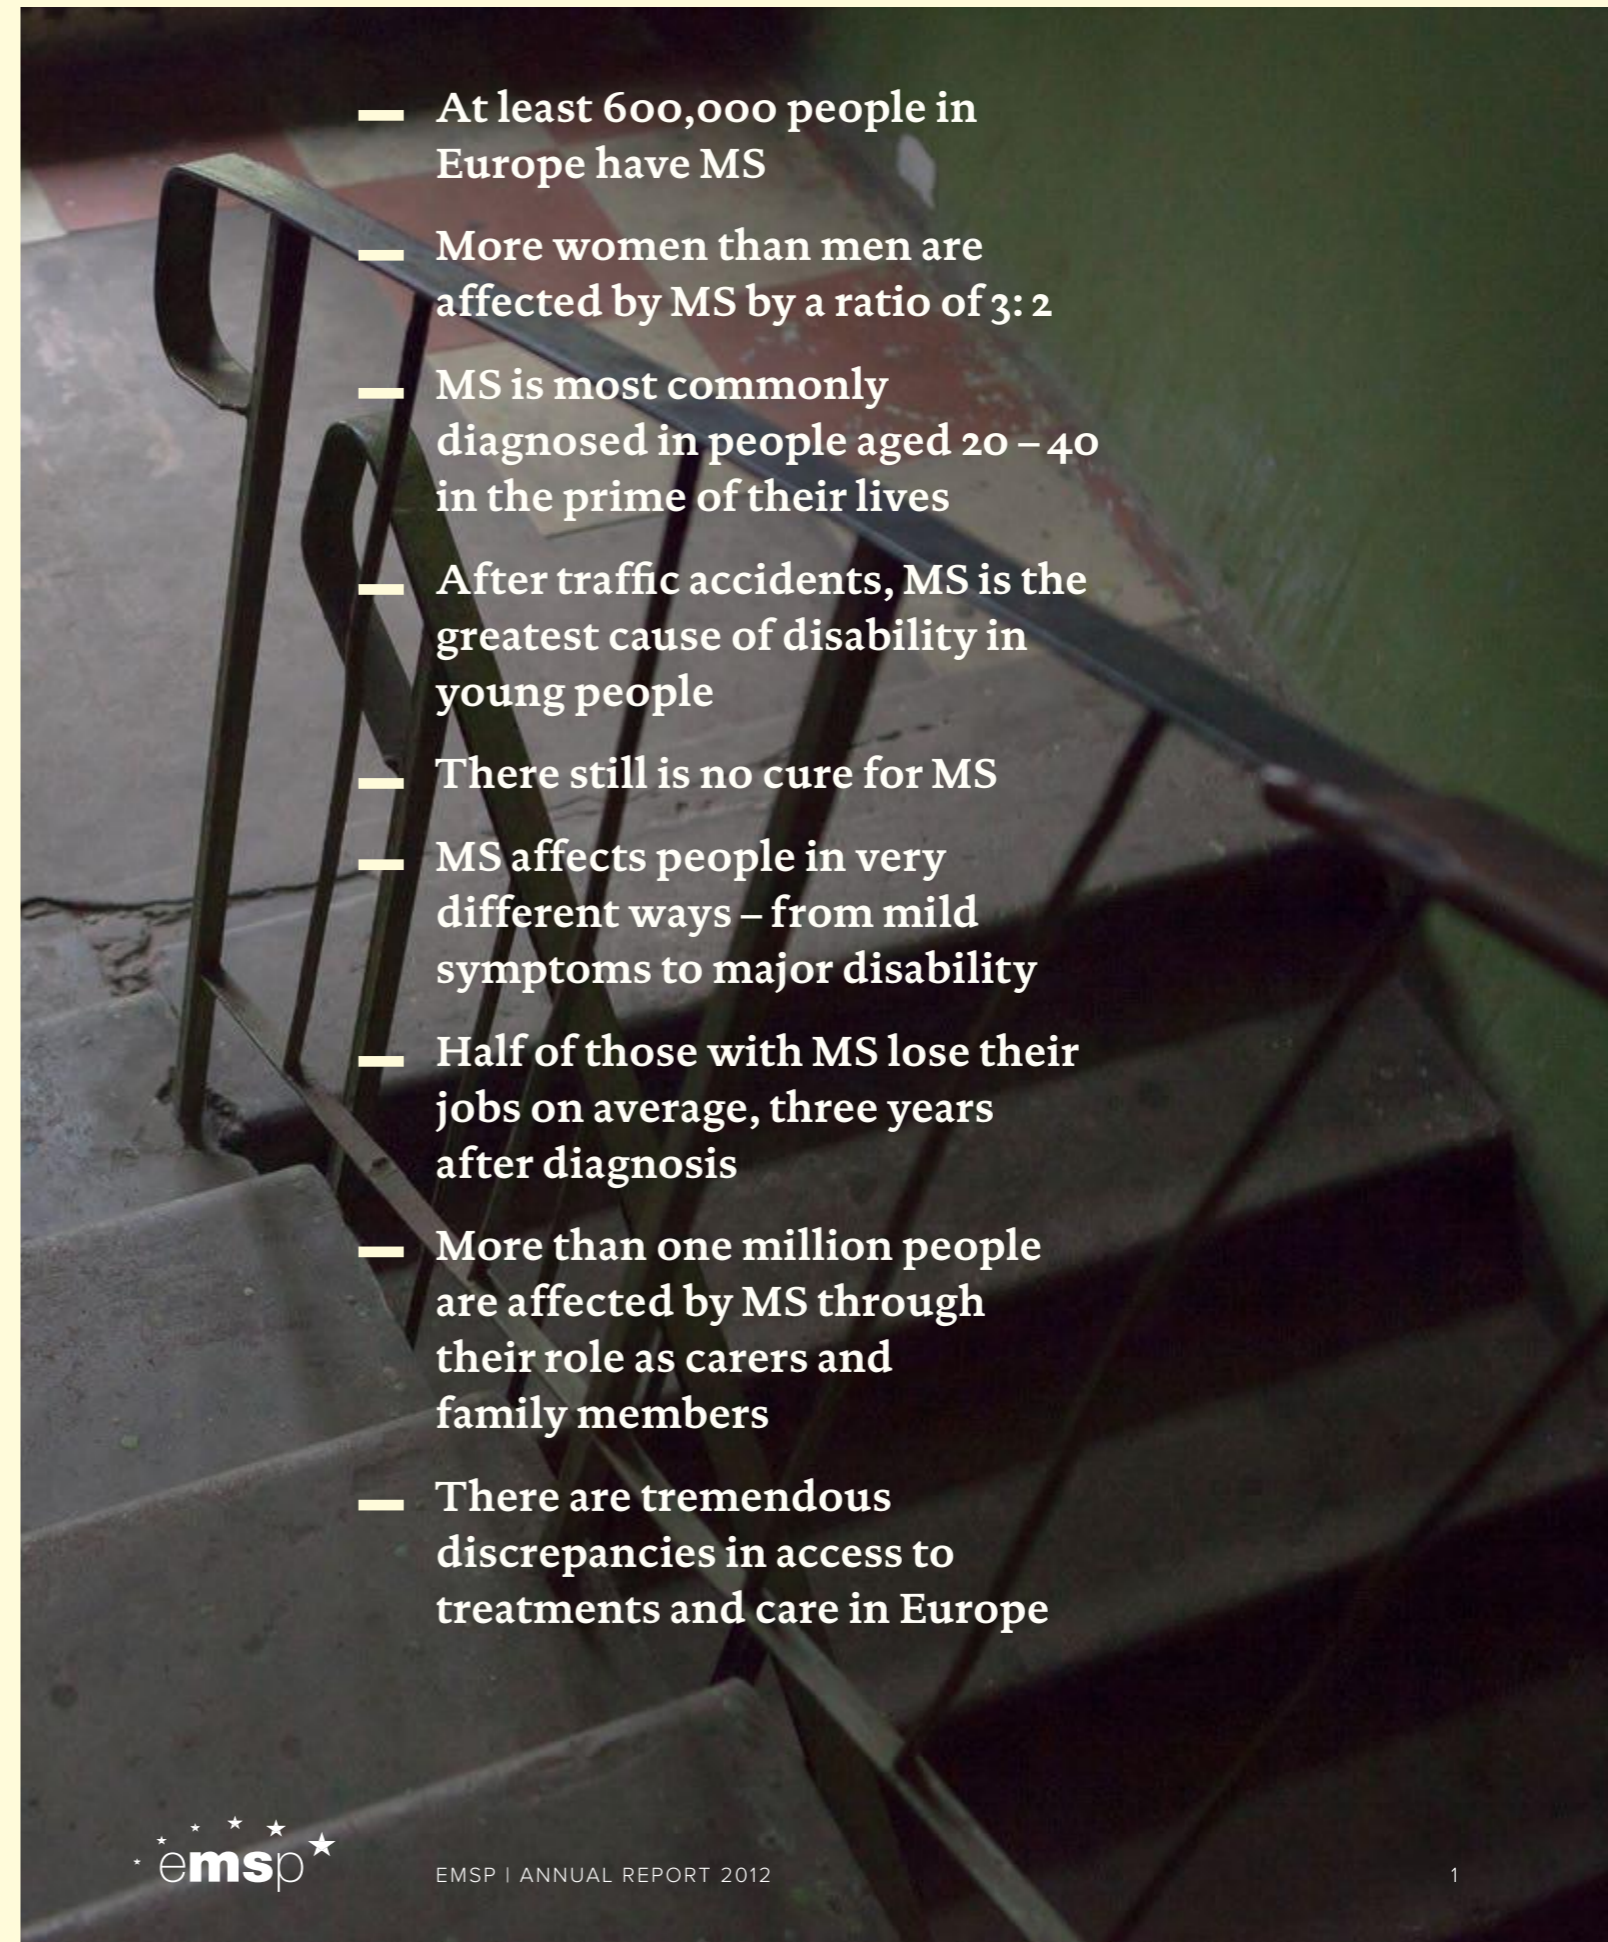 At least 600,000 people in
Europe have MS
More women than men are
affected by MS by a ratio of 3: 2
MS is most commonly
diagnosed in people aged 20 – 40
in the prime of their lives
After traffic accidents, MS is the
greatest cause of disability in
young people
There still is no cure for MS
MS affects people in very
different ways – from mild
symptoms to major disability
Half of those with MS lose their
jobs on average, three years
after diagnosis
More than one million people
are affected by MS through
their role as carers and
family members
There are tremendous
discrepancies in access to
treatments and care in Europe
emsp
EMSP | ANNUAL REPORT 2012
1